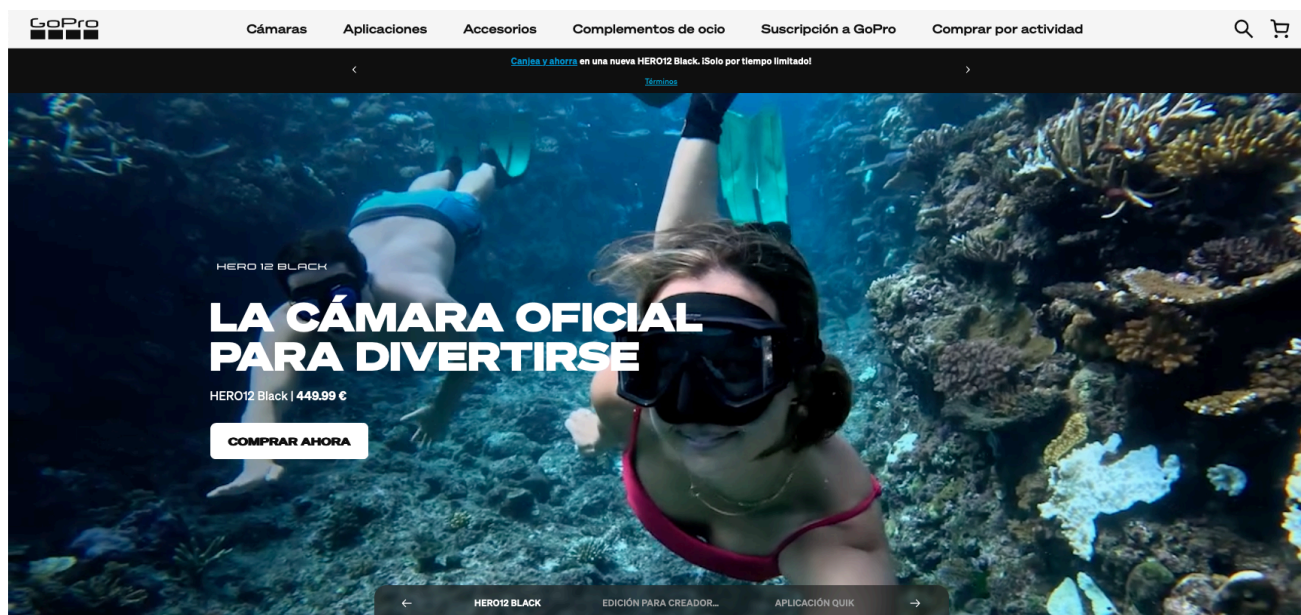 GoPro
Cámaras
Aplicaciones
Accesorios
Complementos de ocio
Suscripción a GoPro
Comprar por actividad
Canjea y ahorra en una nueva HERO12 Black. ¡Solo por tiempo limitado!
Términos
HERO 12 BLACK
LA CÁMARA OFICIAL
PARA DIVERTIRSE
HERO12 Black | 449.99 €
COMPRAR AHORA
HERO12 BLACK
EDICIÓN PARA CREADOR...
APLICACIÓN QUIK